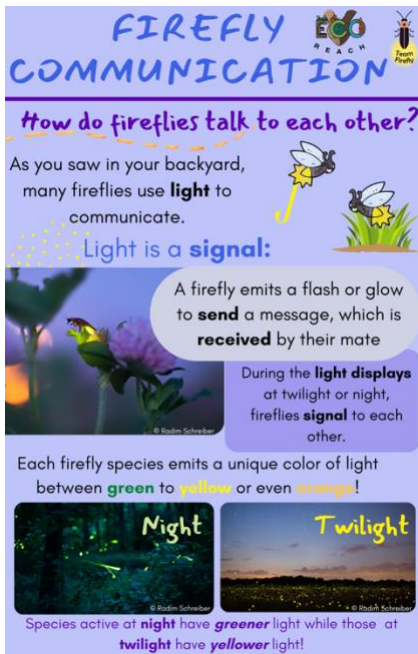 FIREFLY
ECO
REACH
Team
Firefly
COMMUNICATION
How do fireflies talk to each other?
As you saw in your backyard,
many fireflies use light to
communicate.
Light is a signal:
A firefly emits a flash or glow
to send a message, which is
received by their mate
During the light displays
at twilight or night,
fireflies signal to each
other.
© Radim Schreiber
Each firefly species emits a unique color of light
between green to yellow or even orange!
Night
© Radim Schreiber
Twilight
© Radim Schreiber
Species active at night have greener light while those at
twilight have yellower light!